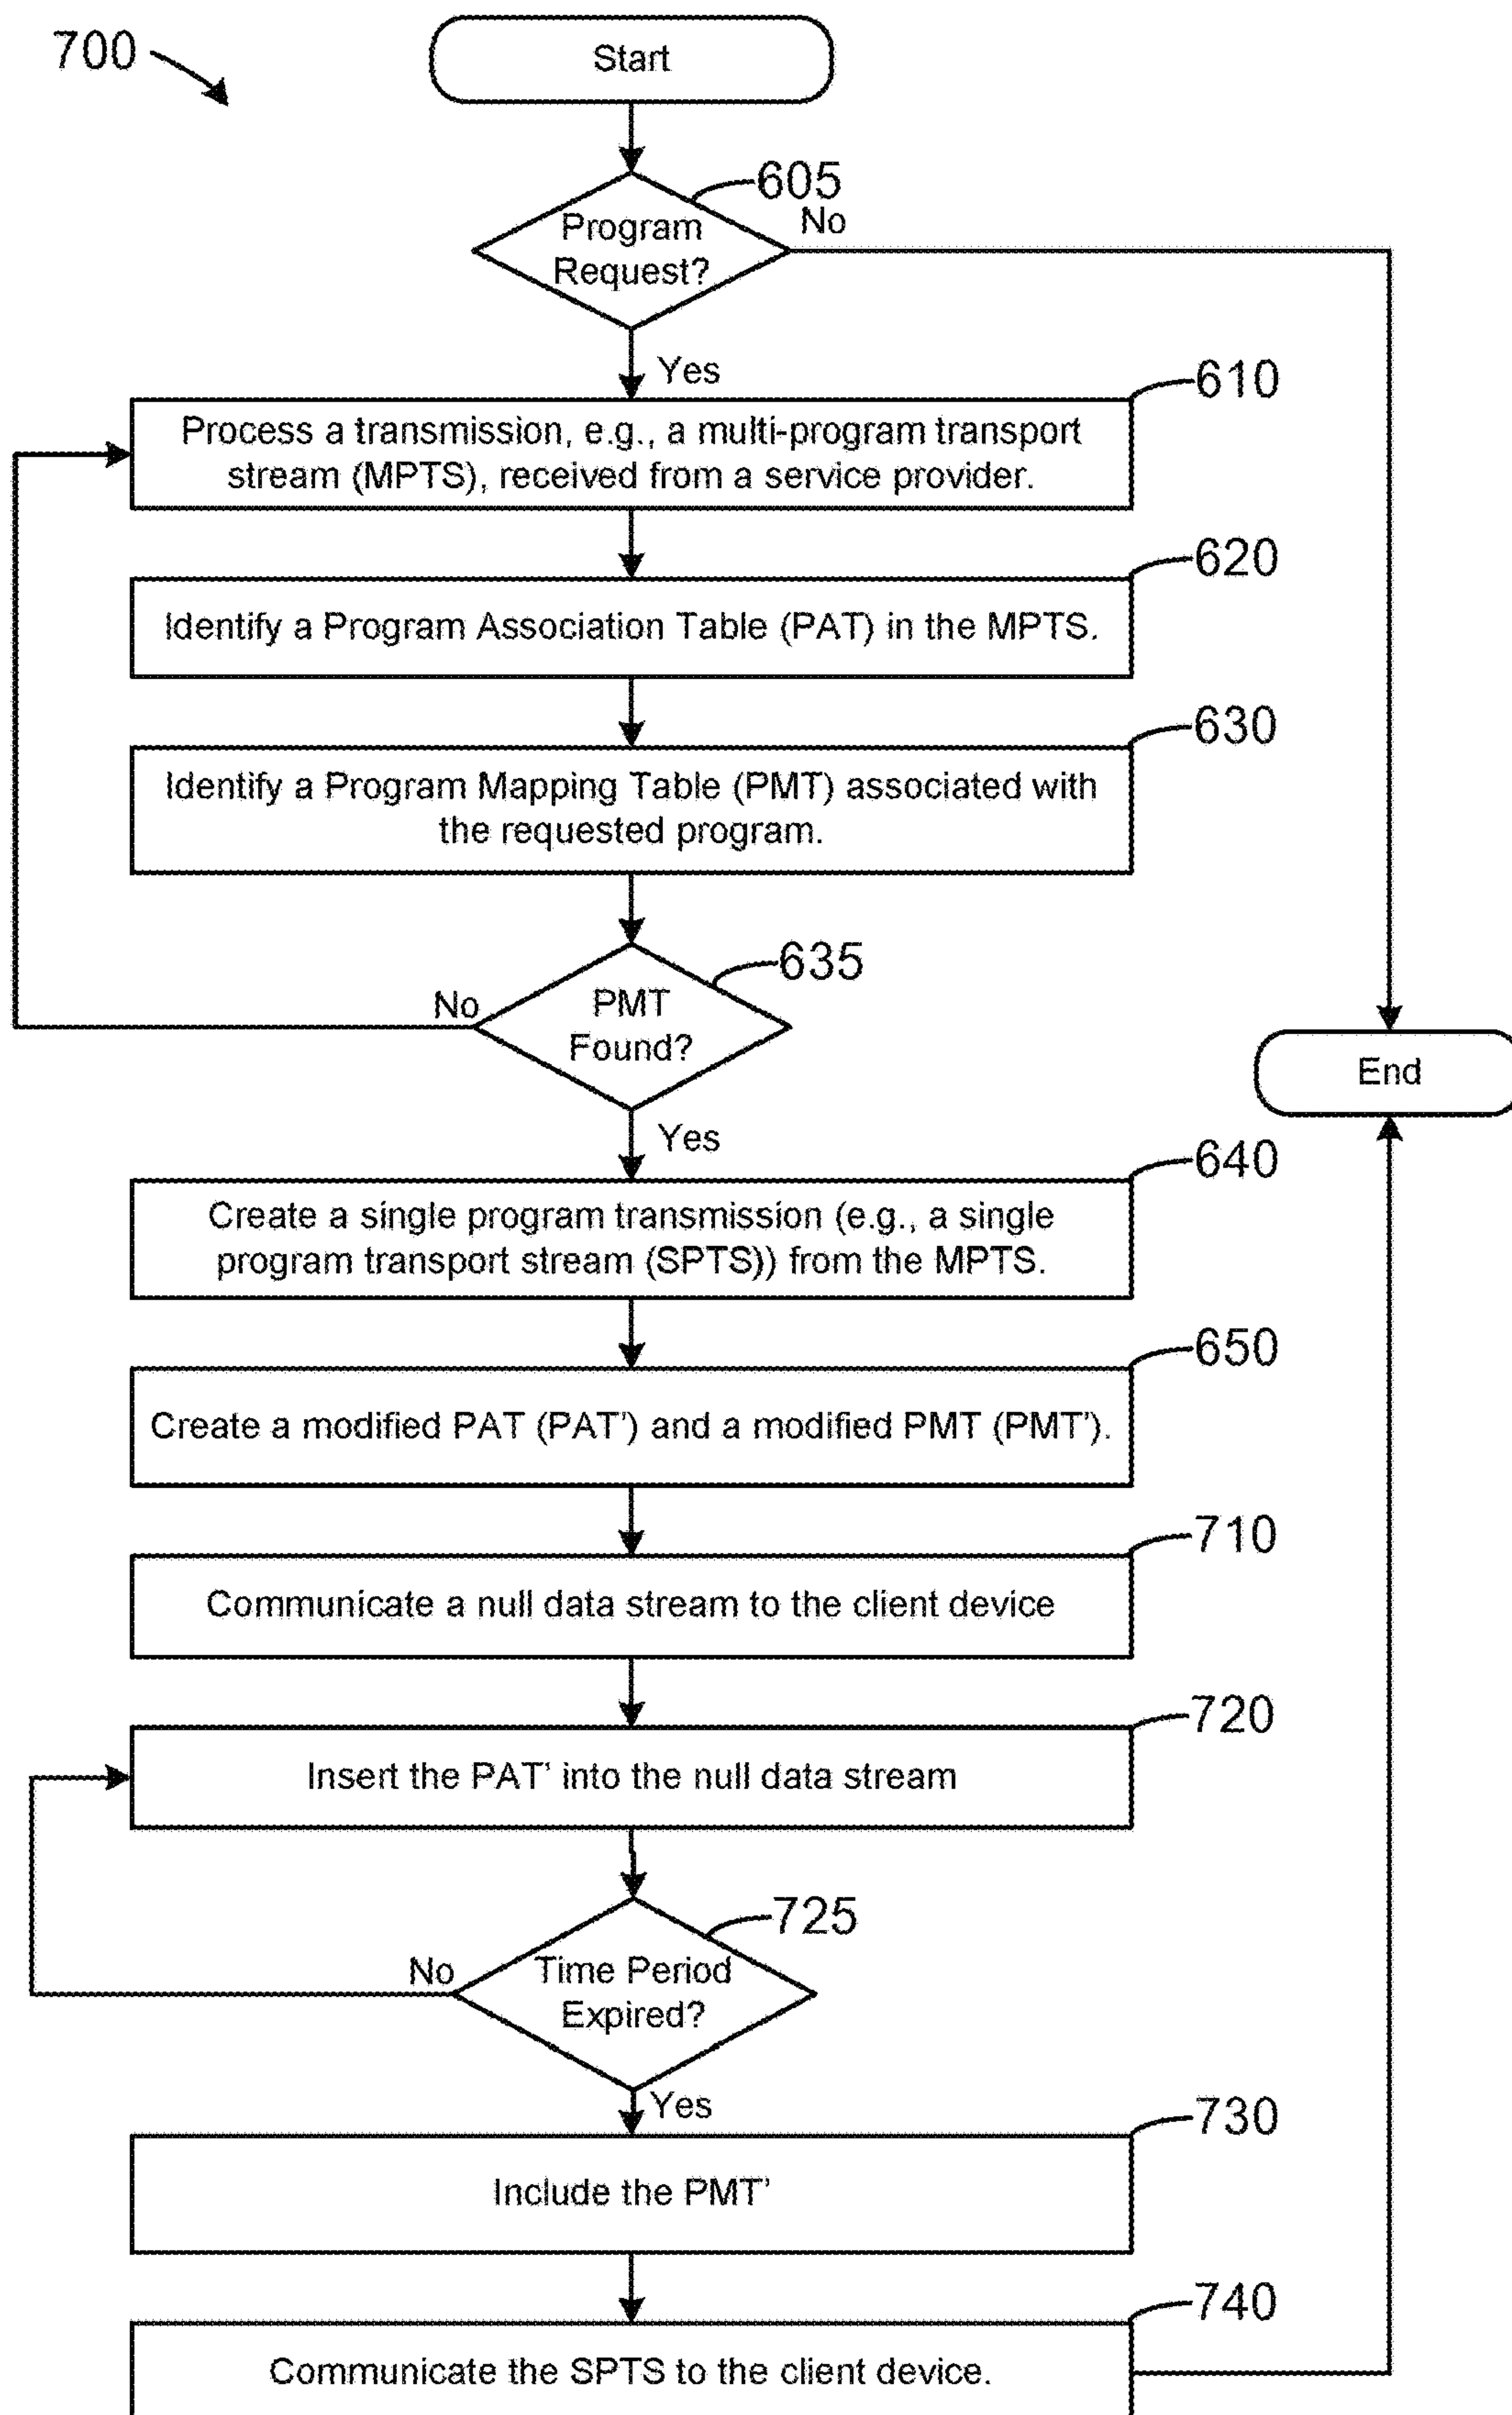 700
Start
605
Program
Request?
No
Yes
610
Process a transmission, e.g., a multi-program transport
stream (MPTS), received from a service provider.
620
Identify a Program Association Table (PAT) in the MPTS.
630
Identify a Program Mapping Table (PMT) associated with
the requested program.
635
PMT
Found?
No
End
Yes
640
Create a single program transmission (e.g., a single
program transport stream (SPTS)) from the MPTS.
650
Create a modified PAT (PAT') and a modified PMT (PMT').
710
Communicate a null data stream to the client device
720
Insert the PAT' into the null data stream
725
Time Period
Expired?
No
Yes
730
Include the PMT'
740
Communicate the SPTS to the client device.